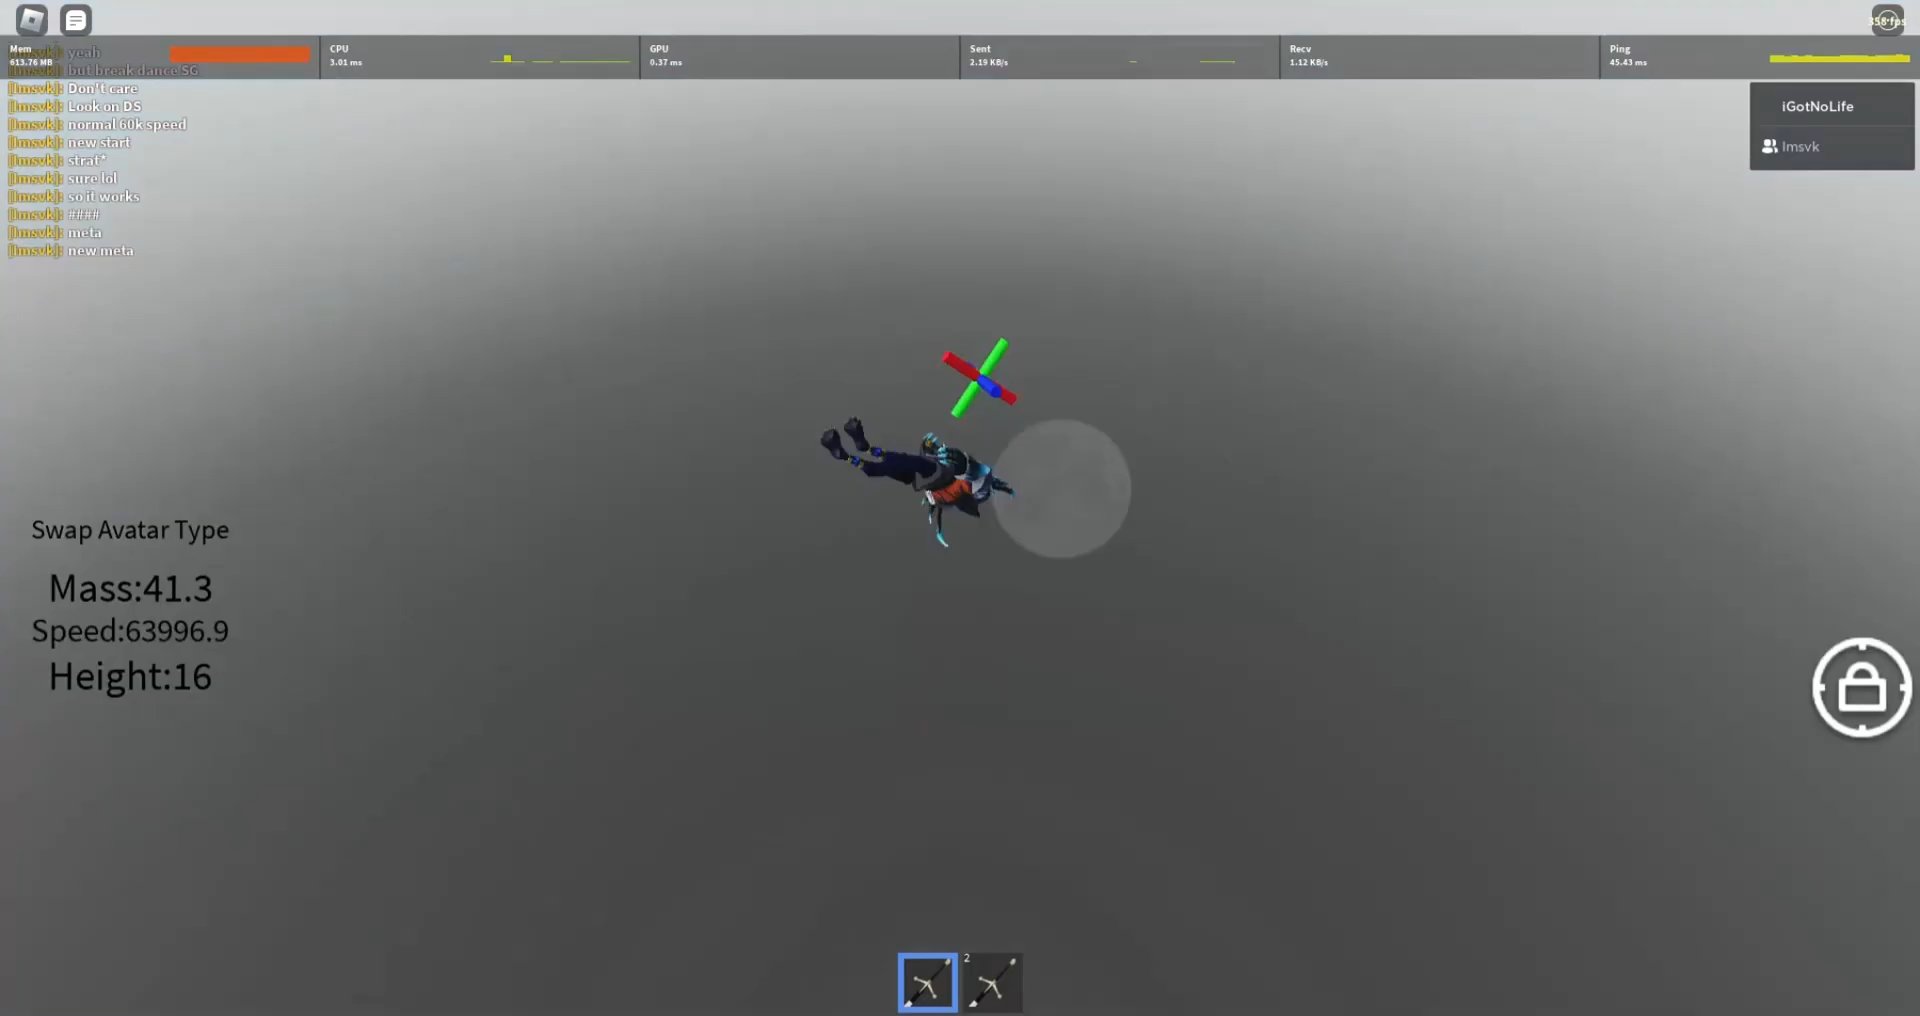 358 fps
Mem
613.76 MB
CPU
3.01 ms
GPU
0.37 ms
Sent
2.19 KB/s
Recv
1.12 KB/s
Ping
45.43 ms
[Imsvk]: yeah
[Imsvk]: but break dance SG
[Imsvk]: Don't care
[Imsvk]: Look on DS
[Imsvk]: normal 60k speed
[Imsvk]: new start
[Imsvk]: strat*
[Imsvk]: sure lol
[Imsvk]: so it works
[Imsvk]: ####
[Imsvk]: meta
[Imsvk]: new meta
iGotNoLife
Imsvk
Swap Avatar Type
Mass:41.3
Speed:63996.9
Height:16
2